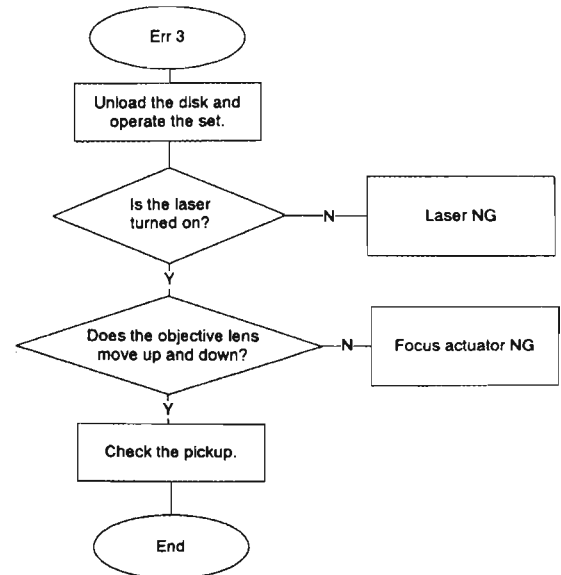 Err 3
Unload the disk and
operate the set.
Is the laser
turned on?
N
Laser NG
Y
Does the objective lens
move up and down?
N
Focus actuator NG
Y
Check the pickup.
End